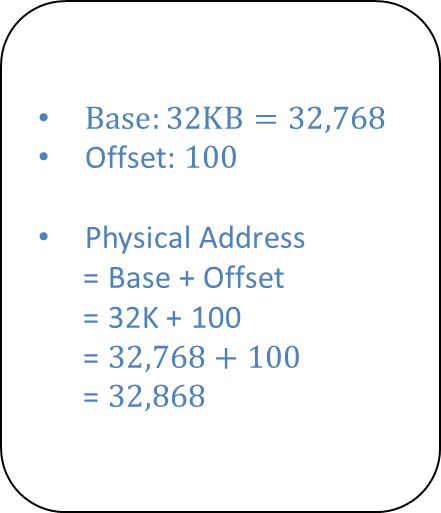 • Base: 32KB = 32,768
• Offset: 100
• Physical Address
= Base + Offset
= 32K + 100
= 32,768 + 100
= 32,868